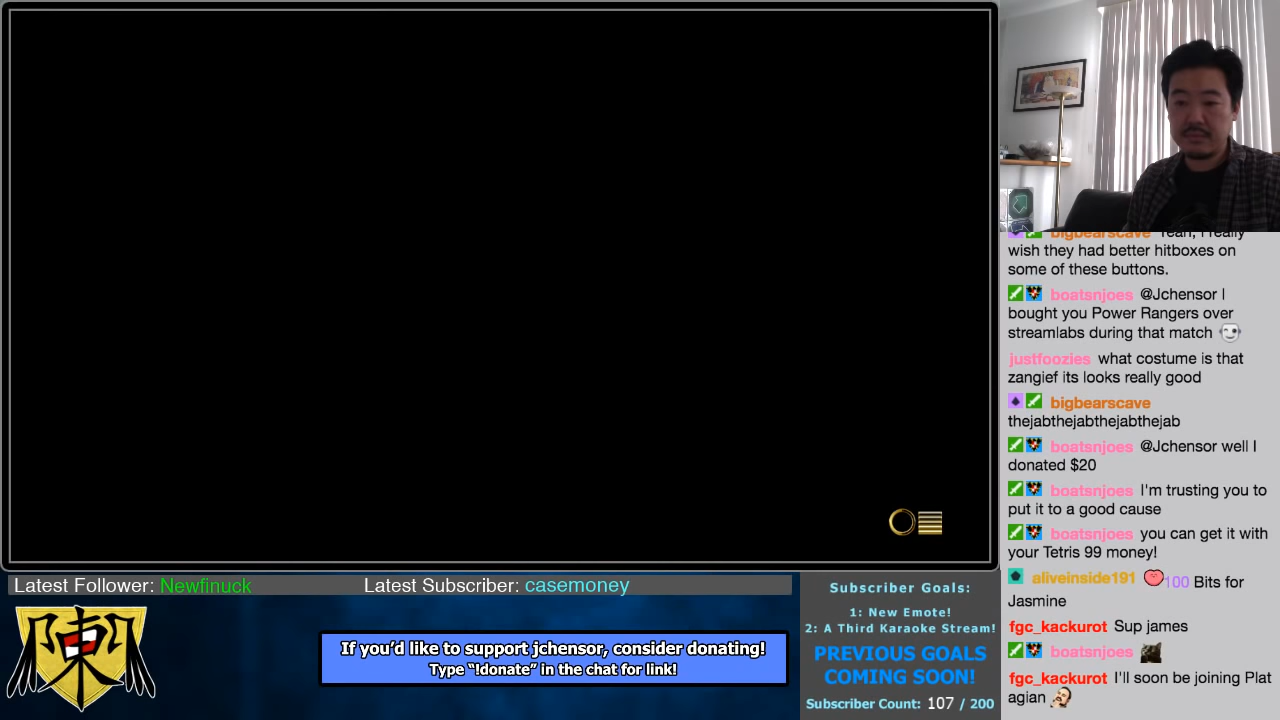 bigbearscave Yeah, I really
wish they had better hitboxes on
some of these buttons.
boatsnjoes @Jchensor I
bought you Power Rangers over
streamlabs during that match
justfoozies what costume is that
zangief its looks really good
bigbearscave
thejabthejabthejabthejab
boatsnjoes @Jchensor well I
donated $20
boatsnjoes I'm trusting you to
put it to a good cause
boatsnjoes you can get it with
your Tetris 99 money!
aliveinside191 100 Bits for
Jasmine
fgc_kackurot Sup james
boatsnjoes
fgc_kackurot I'll soon be joining Plat
agian
Latest Follower: Newfinuck
Latest Subscriber: casemoney
陳
If you'd like to support jchensor, consider donating!
Type "!donate" in the chat for link!
Subscriber Goals:
1: New Emote!
2: A Third Karaoke Stream!
PREVIOUS GOALS
COMING SOON!
Subscriber Count: 107 / 200